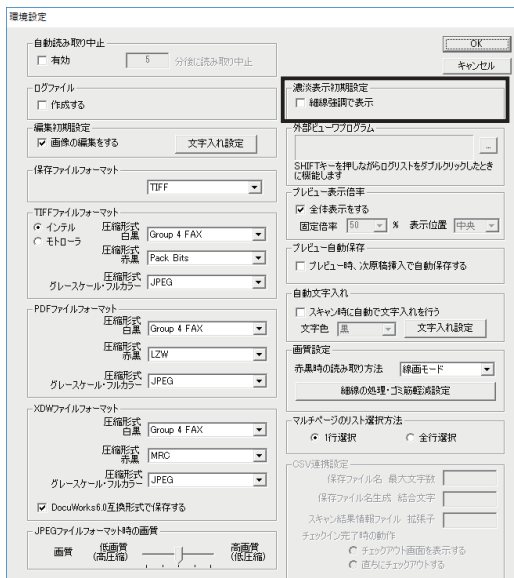 環境設定
自動読み取り中止
有効 5 分後に読み取り中止
ログファイル
作成する
編集初期設定
画像の編集をする 文字入れ設定
保存ファイルフォーマット
TIFF
TIFFファイルフォーマット
インテル
モトローラ
圧縮形式
白黒 Group 4 FAX
圧縮形式
赤黒 Pack Bits
圧縮形式
グレースケール・フルカラー JPEG
PDFファイルフォーマット
圧縮形式
白黒 Group 4 FAX
圧縮形式
赤黒 LZW
圧縮形式
グレースケール・フルカラー JPEG
XDWファイルフォーマット
圧縮形式
白黒 Group 4 FAX
圧縮形式
赤黒 MRC
圧縮形式
グレースケール・フルカラー JPEG
DocuWorks6.0互換形式で保存する
JPEGファイルフォーマット時の画質
画質 低画質 高画質
(高圧縮) (低圧縮)
OK
キャンセル
濃淡表示初期設定
細線強調で表示
外部ビューワプログラム
...
SHIFTキーを押しながらログリストをダブルクリックしたとき
に機能します
プレビュー表示倍率
全体表示をする
固定倍率 50 % 表示位置 中央
プレビュー自動保存
プレビュー時、次原稿挿入で自動保存する
自動文字入れ
スキャン時に自動で文字入れを行う
文字色 黒 文字入れ設定
画質設定
赤黒時の読み取り方法 線画モード
細線の処理・ゴミ筋軽減設定
マルチページのリスト選択方法
1行選択 全行選択
CSV連携設定
保存ファイル名 最大文字数
保存ファイル名生成 結合文字
スキャン結果情報ファイル 拡張子
チェックイン完了時の動作
チェックアウト画面を表示する
直ちにチェックアウトする